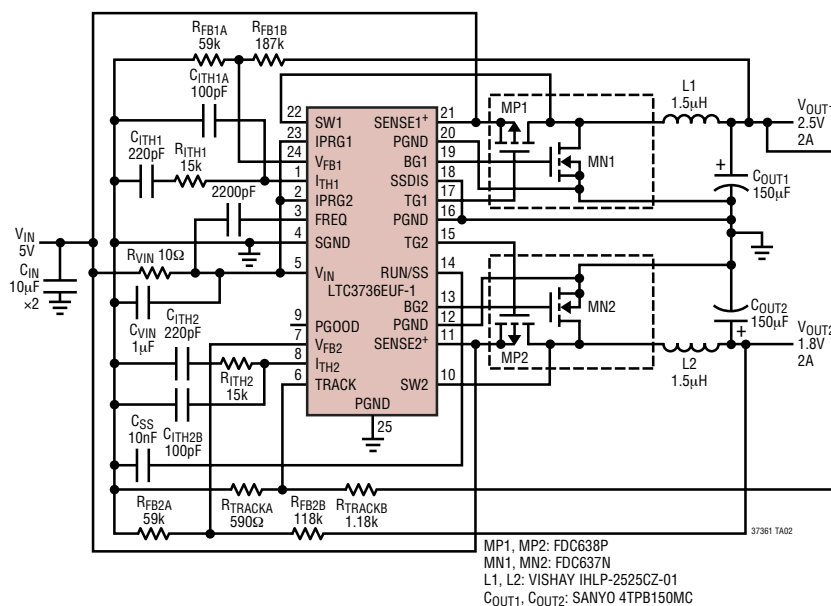 RFB1A
59k
RFB1B
187k
CITH1A
100pF
CITH1
220pF
RITH1
15k
2200pF
VIN
5V
CIN
10µF
×2
RVIN 10Ω
CVIN
1µF
CITH2
220pF
RITH2
15k
CSS
10nF
CITH2B
100pF
RFB2A
59k
RTRACKA
590Ω
RFB2B
118k
RTRACKB
1.18k
22 SW1
23 IPRG1
24 VFB1
1 ITH1
2 IPRG2
3 FREQ
4 SGND
5 VIN
9 PGOOD
7 VFB2
8 ITH2
6 TRACK
LTC3736EUF-1
SENSE1+ 21
PGND 20
BG1 19
SSDIS 18
TG1 17
PGND 16
TG2 15
RUN/SS 14
BG2 13
PGND 12
SENSE2+ 11
SW2 10
PGND
25
MP1
MN1
MN2
MP2
L1
1.5µH
VOUT1
2.5V
2A
+
COUT1
150µF
COUT2
150µF
+
VOUT2
1.8V
2A
L2
1.5µH
37361 TA02
MP1, MP2: FDC638P
MN1, MN2: FDC637N
L1, L2: VISHAY IHLP-2525CZ-01
COUT1, COUT2: SANYO 4TPB150MC